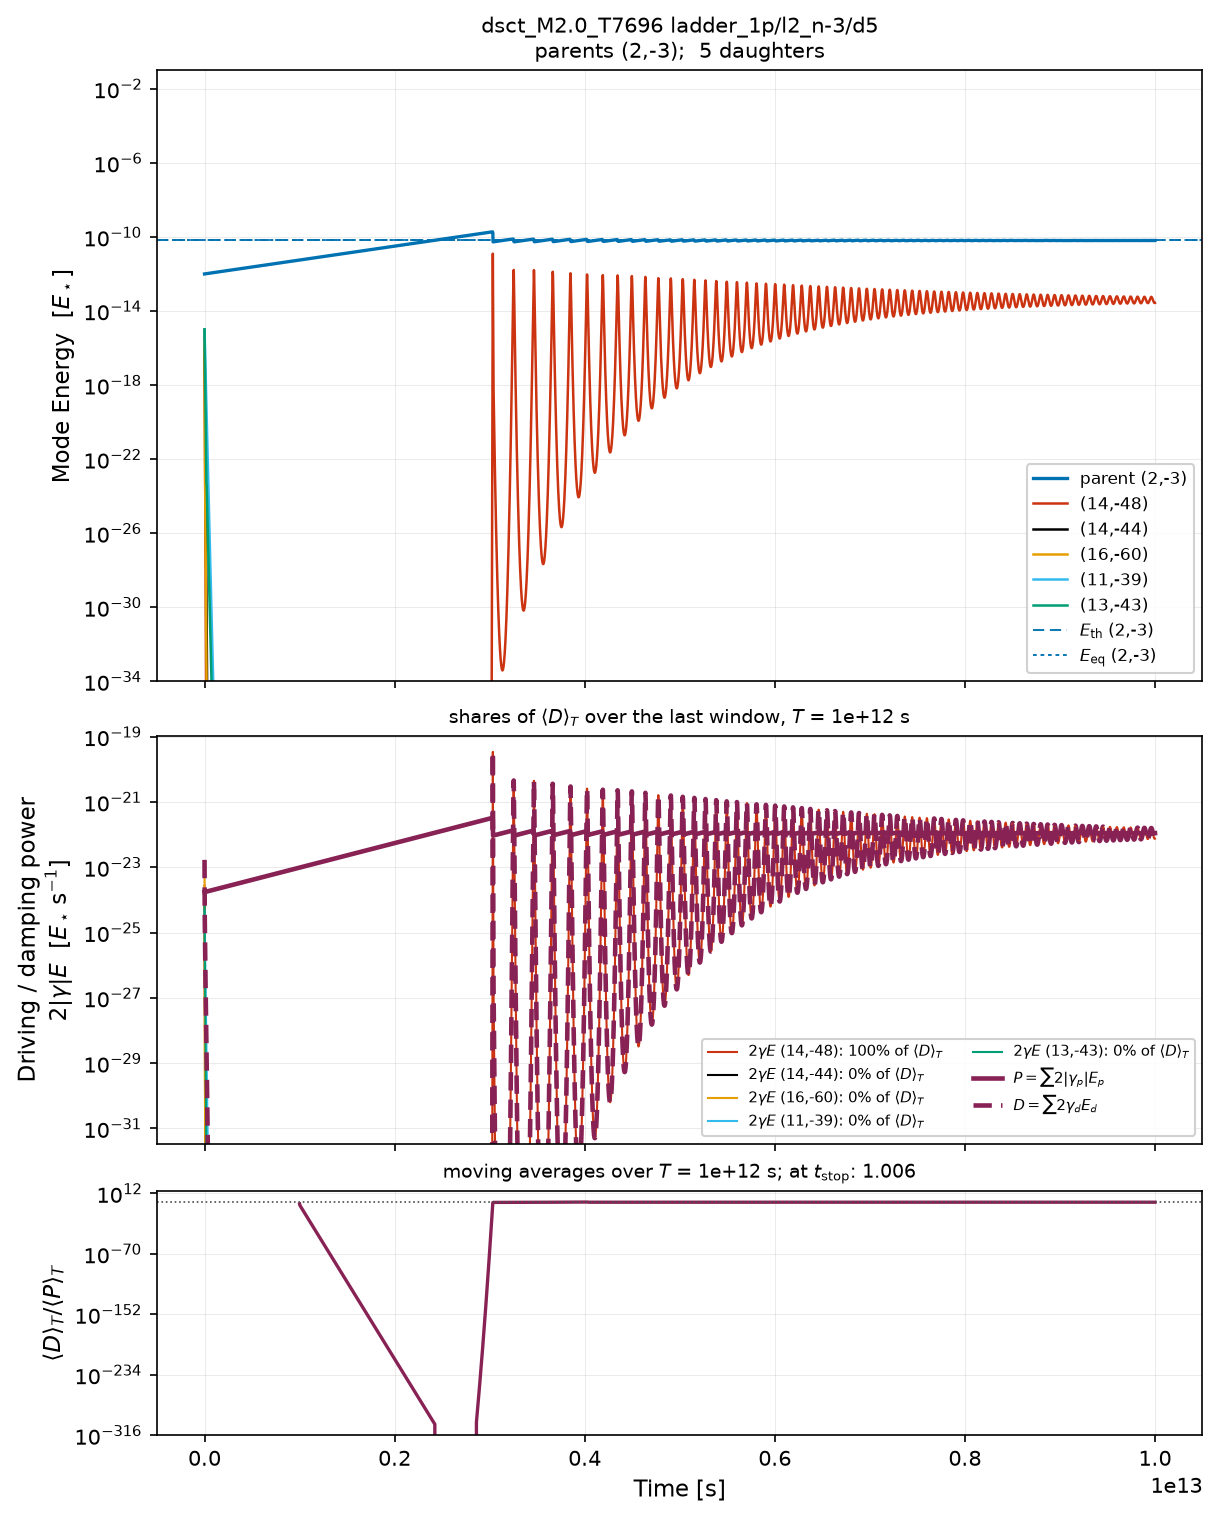 dsct_M2.0_T7696 ladder_1p/l2_n-3/d5
parents (2,-3);  5 daughters
Mode Energy  [E⋆]
10⁻²
10⁻⁶
10⁻¹⁰
10⁻¹⁴
10⁻¹⁸
10⁻²²
10⁻²⁶
10⁻³⁰
10⁻³⁴
parent (2,-3)
(14,-48)
(14,-44)
(16,-60)
(11,-39)
(13,-43)
E_th (2,-3)
E_eq (2,-3)
shares of ⟨D⟩_T over the last window, T = 1e+12 s
Driving / damping power
2|γ|E  [E⋆ s⁻¹]
10⁻¹⁹
10⁻²¹
10⁻²³
10⁻²⁵
10⁻²⁷
10⁻²⁹
10⁻³¹
2γE (14,-48): 100% of ⟨D⟩_T
2γE (14,-44): 0% of ⟨D⟩_T
2γE (16,-60): 0% of ⟨D⟩_T
2γE (11,-39): 0% of ⟨D⟩_T
2γE (13,-43): 0% of ⟨D⟩_T
P = ∑2|γ_p|E_p
D = ∑2γ_dE_d
moving averages over T = 1e+12 s; at t_stop: 1.006
⟨D⟩_T/⟨P⟩_T
10¹²
10⁻⁷⁰
10⁻¹⁵²
10⁻²³⁴
10⁻³¹⁶
0.0
0.2
0.4
0.6
0.8
1.0
1e13
Time [s]